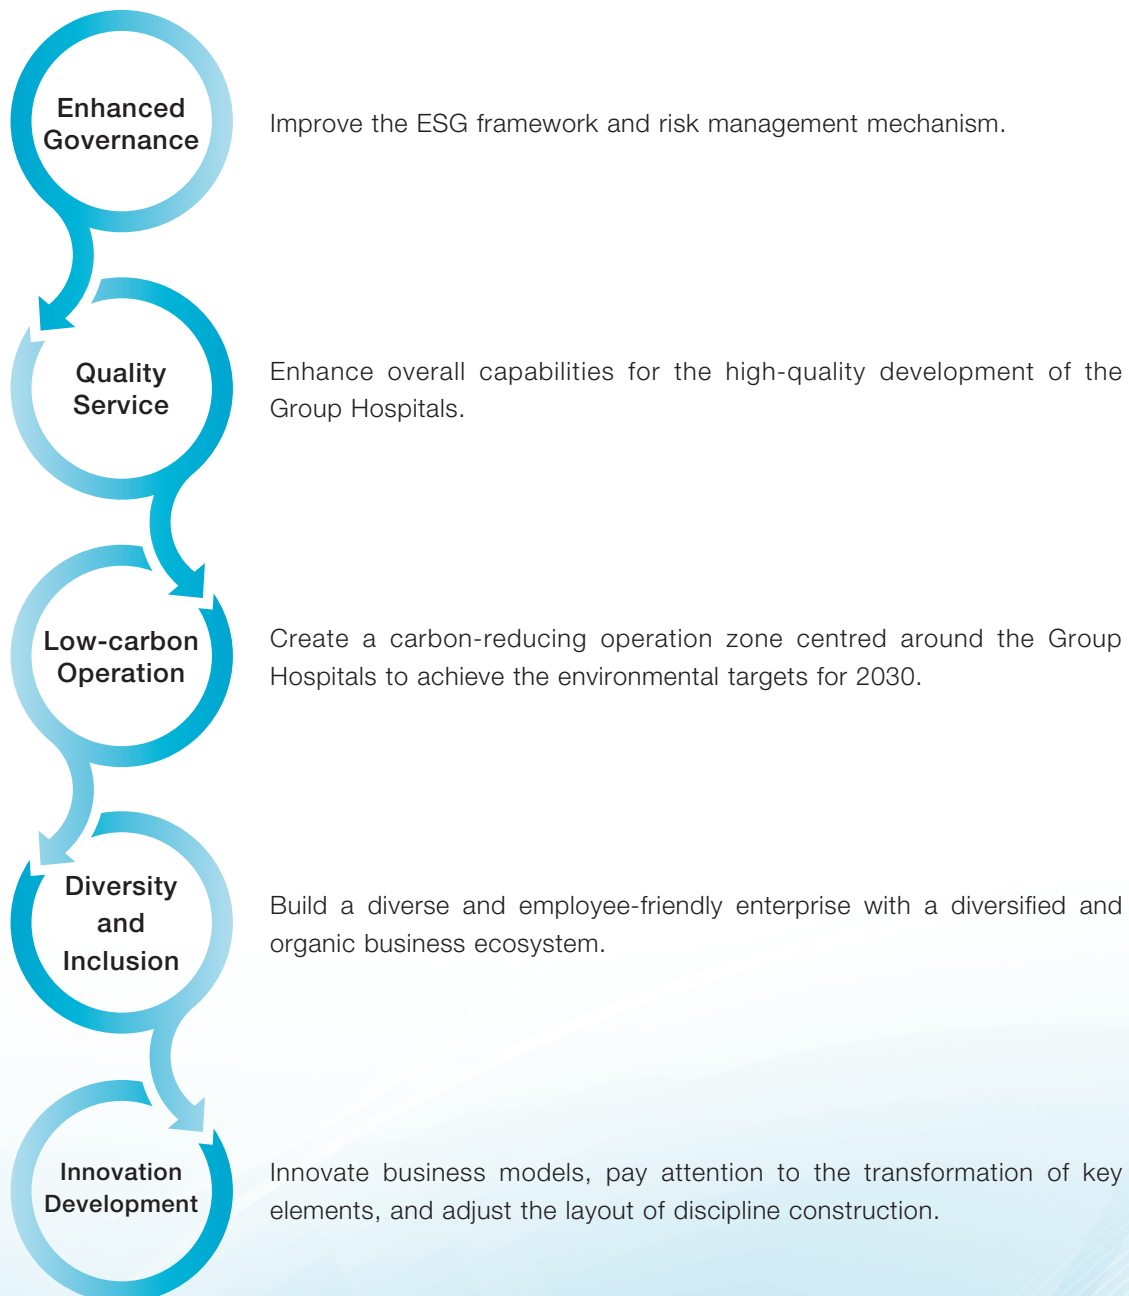 Enhanced
Governance
Improve the ESG framework and risk management mechanism.
Quality
Service
Enhance overall capabilities for the high-quality development of the
Group Hospitals.
Low-carbon
Operation
Create a carbon-reducing operation zone centred around the Group
Hospitals to achieve the environmental targets for 2030.
Diversity
and
Inclusion
Build a diverse and employee-friendly enterprise with a diversified and
organic business ecosystem.
Innovation
Development
Innovate business models, pay attention to the transformation of key
elements, and adjust the layout of discipline construction.